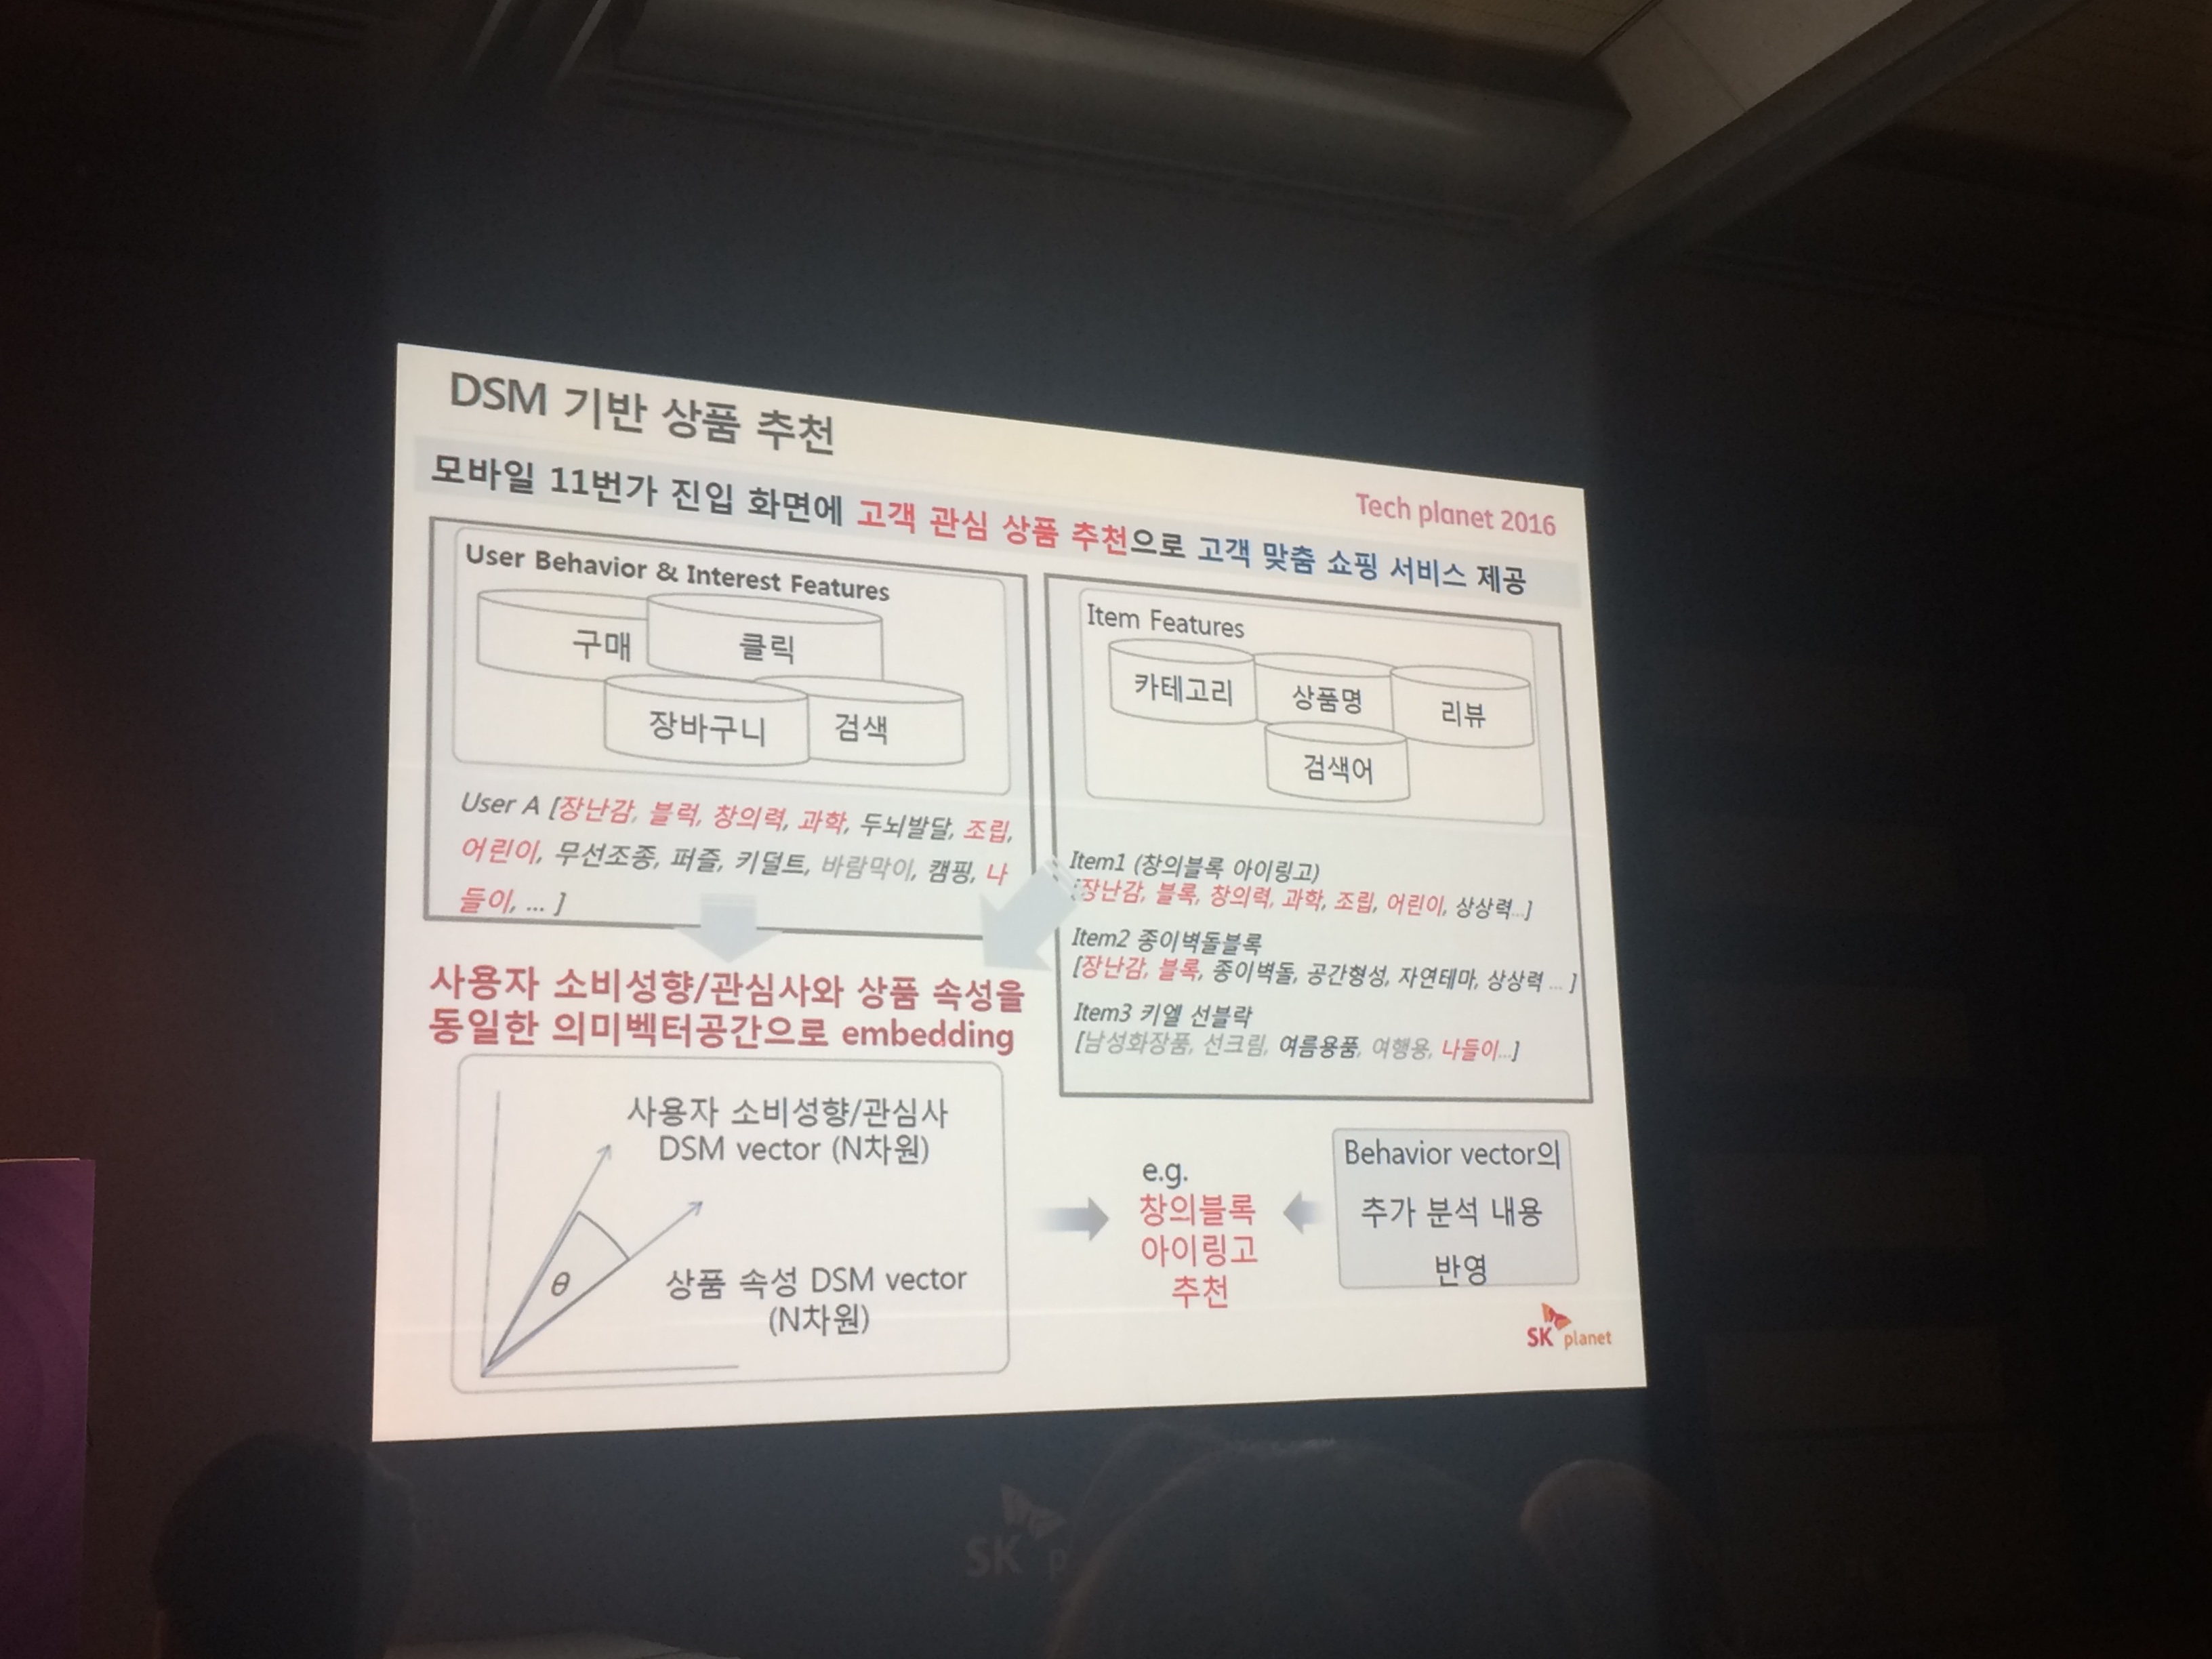 DSM 기반 상품 추천
Tech planet 2016
모바일 11번가 진입 화면에 고객 관심 상품 추천으로 고객 맞춤 쇼핑 서비스 제공
User Behavior & Interest Features
구매
클릭
장바구니
검색
User A [장난감, 블럭, 창의력, 과학, 두뇌발달, 조립,
어린이, 무선조종, 퍼즐, 키덜트, 바람막이, 캠핑, 나
들이, ... ]
Item Features
카테고리
상품명
리뷰
검색어
Item1 (창의블록 아이링고)
[장난감, 블록, 창의력, 과학, 조립, 어린이, 상상력...]
Item2 종이벽돌블록
[장난감, 블록, 종이벽돌, 공간형성, 자연테마, 상상력 ... ]
Item3 키엘 선블락
[남성화장품, 선크림, 여름용품, 여행용, 나들이...]
사용자 소비성향/관심사와 상품 속성을
동일한 의미벡터공간으로 embedding
사용자 소비성향/관심사
DSM vector (N차원)
θ
상품 속성 DSM vector
(N차원)
e.g.
창의블록
아이링고
추천
Behavior vector의
추가 분석 내용
반영
SK planet
SK p